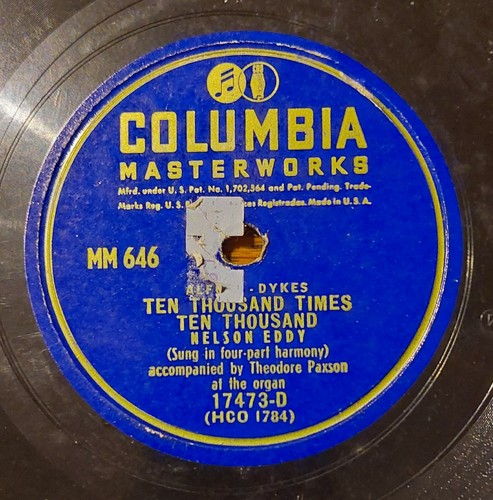 COLUMBIA
MASTERWORKS
Mfrd. under U. S. Pat. No. 1,702,564 and Pat. Pending. Trade-
Marks Reg. U. S. Registradas. Made in U. S. A.
MM 646
DYKES
TEN THOUSAND TIMES
TEN THOUSAND
NELSON EDDY
(Sung in four-part harmony)
accompanied by Theodore Paxson
at the organ
17473-D
(HCO 1784)